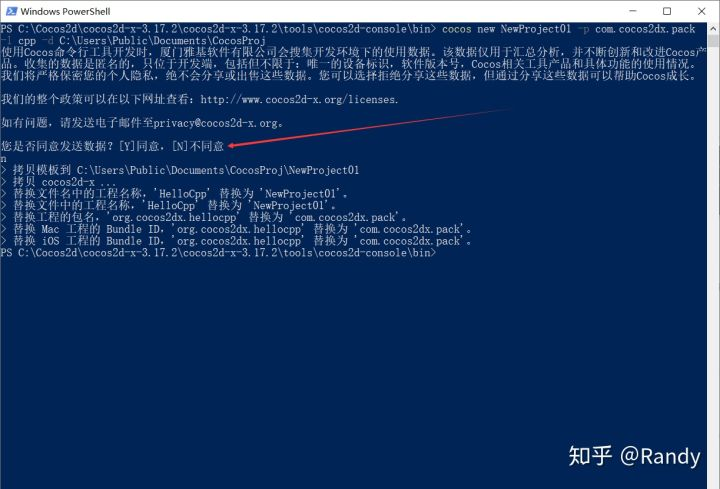 Windows PowerShell
PS C:\Cocos2d\cocos2d-x-3.17.2\cocos2d-x-3.17.2\tools\cocos2d-console\bin> cocos new NewProject01 -p com.cocos2dx.pack
-l cpp -d C:\Users\Public\Documents\CocosProj
使用Cocos命令行工具开发时，厦门雅基软件有限公司会搜集开发环境下的使用数据。该数据仅用于汇总分析，并不断创新和改进Cocos产
品。收集的数据是匿名的，只位于开发端，包括但不限于：唯一的设备标识，软件版本号，Cocos相关工具产品和具体功能的使用情况。
我们将严格保密您的个人隐私，绝不会分享或出售这些数据。您可以选择拒绝分享这些数据，但通过分享这些数据可以帮助Cocos成长。
我们的整个政策可以在以下网址查看：http://www.cocos2d-x.org/licenses.
如有问题，请发送电子邮件至privacy@cocos2d-x.org。
您是否同意发送数据？[Y]同意，[N]不同意
n
> 拷贝模板到 C:\Users\Public\Documents\CocosProj\NewProject01
> 拷贝 cocos2d-x ...
> 替换文件名中的工程名称，'HelloCpp' 替换为 'NewProject01'。
> 替换文件中的工程名称，'HelloCpp' 替换为 'NewProject01'。
> 替换工程的包名，'org.cocos2dx.hellocpp' 替换为 'com.cocos2dx.pack'。
> 替换 Mac 工程的 Bundle ID，'org.cocos2dx.hellocpp' 替换为 'com.cocos2dx.pack'。
> 替换 iOS 工程的 Bundle ID，'org.cocos2dx.hellocpp' 替换为 'com.cocos2dx.pack'。
PS C:\Cocos2d\cocos2d-x-3.17.2\cocos2d-x-3.17.2\tools\cocos2d-console\bin>
知乎 @Randy